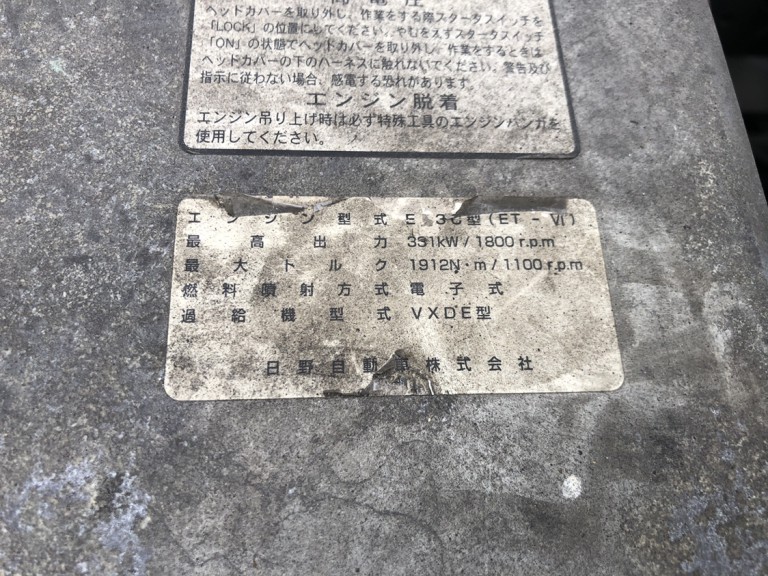 ヘッドカバーを取り外し、作業をする際スタータスイッチを
「LOCK」の位置にしてください。やむをえずスタータスイッチ
「ON」の状態でヘッドカバーを取り外し、作業をするときは
ヘッドカバーの下のハーネスに触れないでください。警告及び
指示に従わない場合、感電する恐れがあります。
エンジン脱着
エンジン吊り上げ時は必ず特殊工具のエンジンハンガを
使用してください。
エンジン型式 型(ET-Ⅵ)
最高出力 331kW/1800r.p.m
最大トルク 1912N・m/1100r.p.m
燃料噴射方式 電子式
過給機型式 VXDE型
日野自動車株式会社